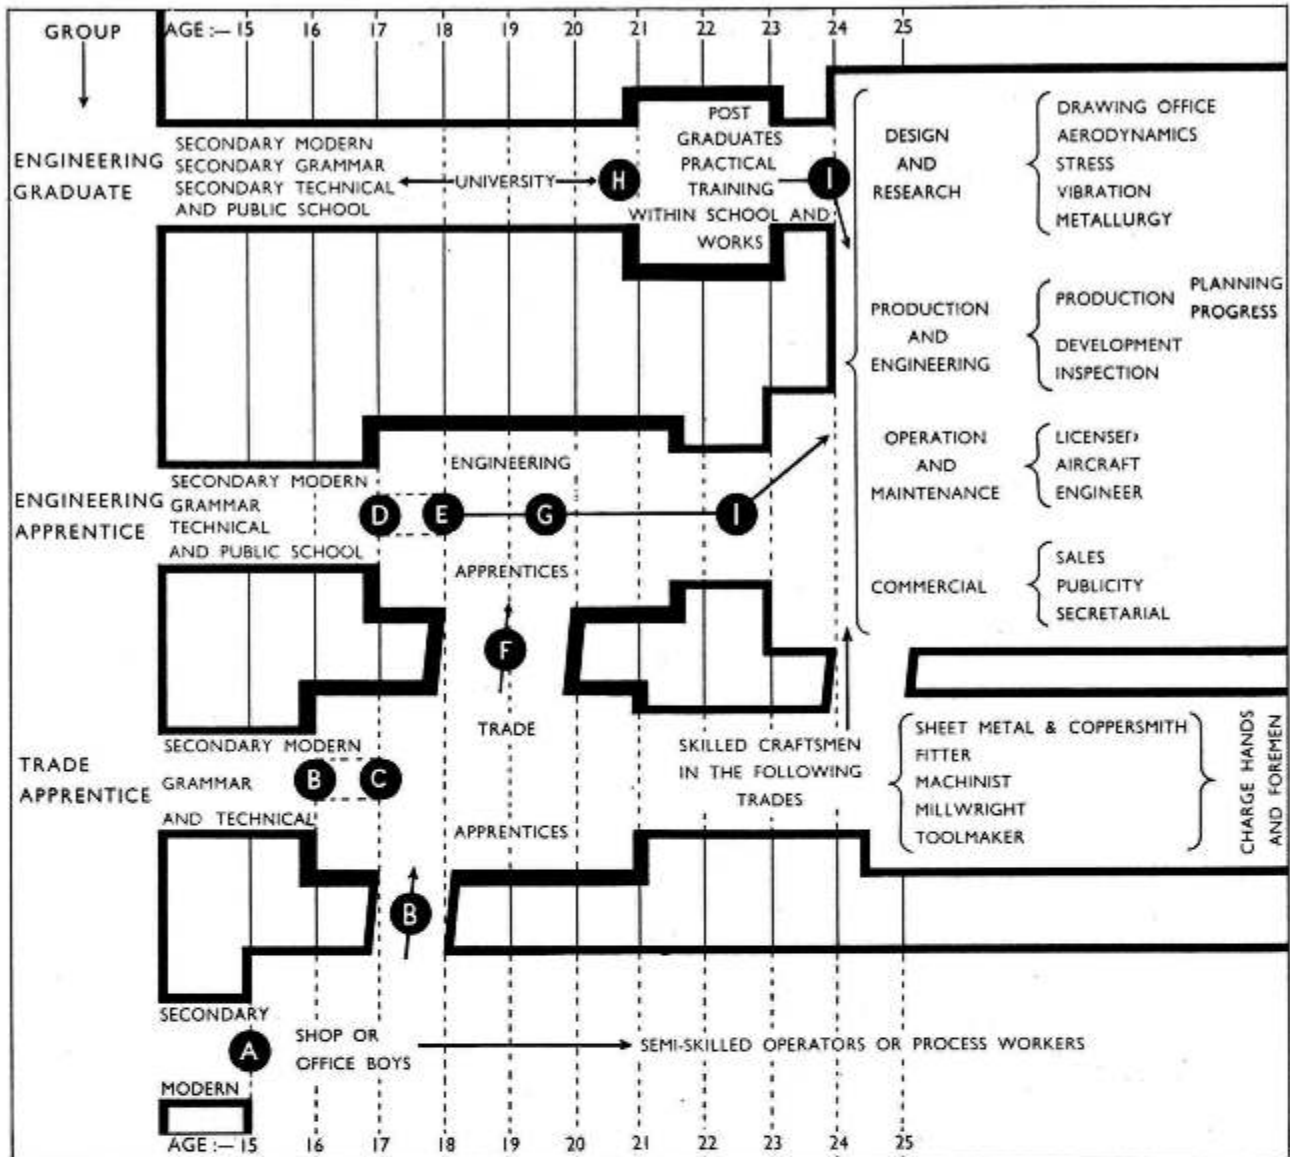 GROUP
AGE :— 15 16 17 18 19 20 21 22 23 24 25
ENGINEERING
GRADUATE
SECONDARY MODERN
SECONDARY GRAMMAR
SECONDARY TECHNICAL
AND PUBLIC SCHOOL
UNIVERSITY
H
POST
GRADUATES
PRACTICAL
TRAINING
WITHIN SCHOOL AND
WORKS
I
DESIGN
AND
RESEARCH
DRAWING OFFICE
AERODYNAMICS
STRESS
VIBRATION
METALLURGY
PRODUCTION
AND
ENGINEERING
PRODUCTION PLANNING
PROGRESS
DEVELOPMENT
INSPECTION
ENGINEERING
APPRENTICE
SECONDARY MODERN
GRAMMAR
TECHNICAL
AND PUBLIC SCHOOL
ENGINEERING
D E G I
APPRENTICES
OPERATION
AND
MAINTENANCE
LICENSED
AIRCRAFT
ENGINEER
COMMERCIAL
SALES
PUBLICITY
SECRETARIAL
F
TRADE
APPRENTICE
SECONDARY MODERN
GRAMMAR
AND TECHNICAL
B C
TRADE
APPRENTICES
SKILLED CRAFTSMEN
IN THE FOLLOWING
TRADES
SHEET METAL & COPPERSMITH
FITTER
MACHINIST
MILLWRIGHT
TOOLMAKER
CHARGE HANDS
AND FOREMEN
B
SECONDARY
MODERN
A
SHOP OR
OFFICE BOYS
SEMI-SKILLED OPERATORS OR PROCESS WORKERS
AGE :— 15 16 17 18 19 20 21 22 23 24 25